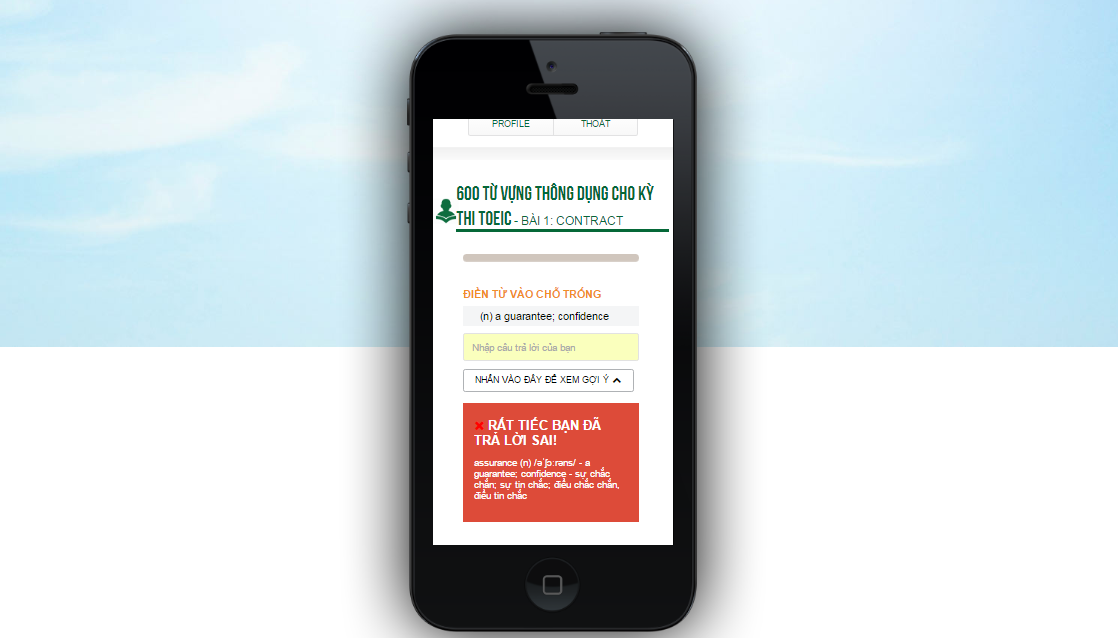 PROFILE THOÁT
600 TỪ VỰNG THÔNG DỤNG CHO KỲ
THI TOEIC - BÀI 1: CONTRACT
ĐIỀN TỪ VÀO CHỖ TRỐNG
(n) a guarantee; confidence
Nhập câu trả lời của bạn
NHẤN VÀO ĐÂY ĐỂ XEM GỢI Ý
RẤT TIẾC BẠN ĐÃ
TRẢ LỜI SAI!
assurance (n) /ə'ʃɔ:rəns/ - a
guarantee; confidence - sự chắc
chắn; sự tin chắc; điều chắc chắn,
điều tin chắc